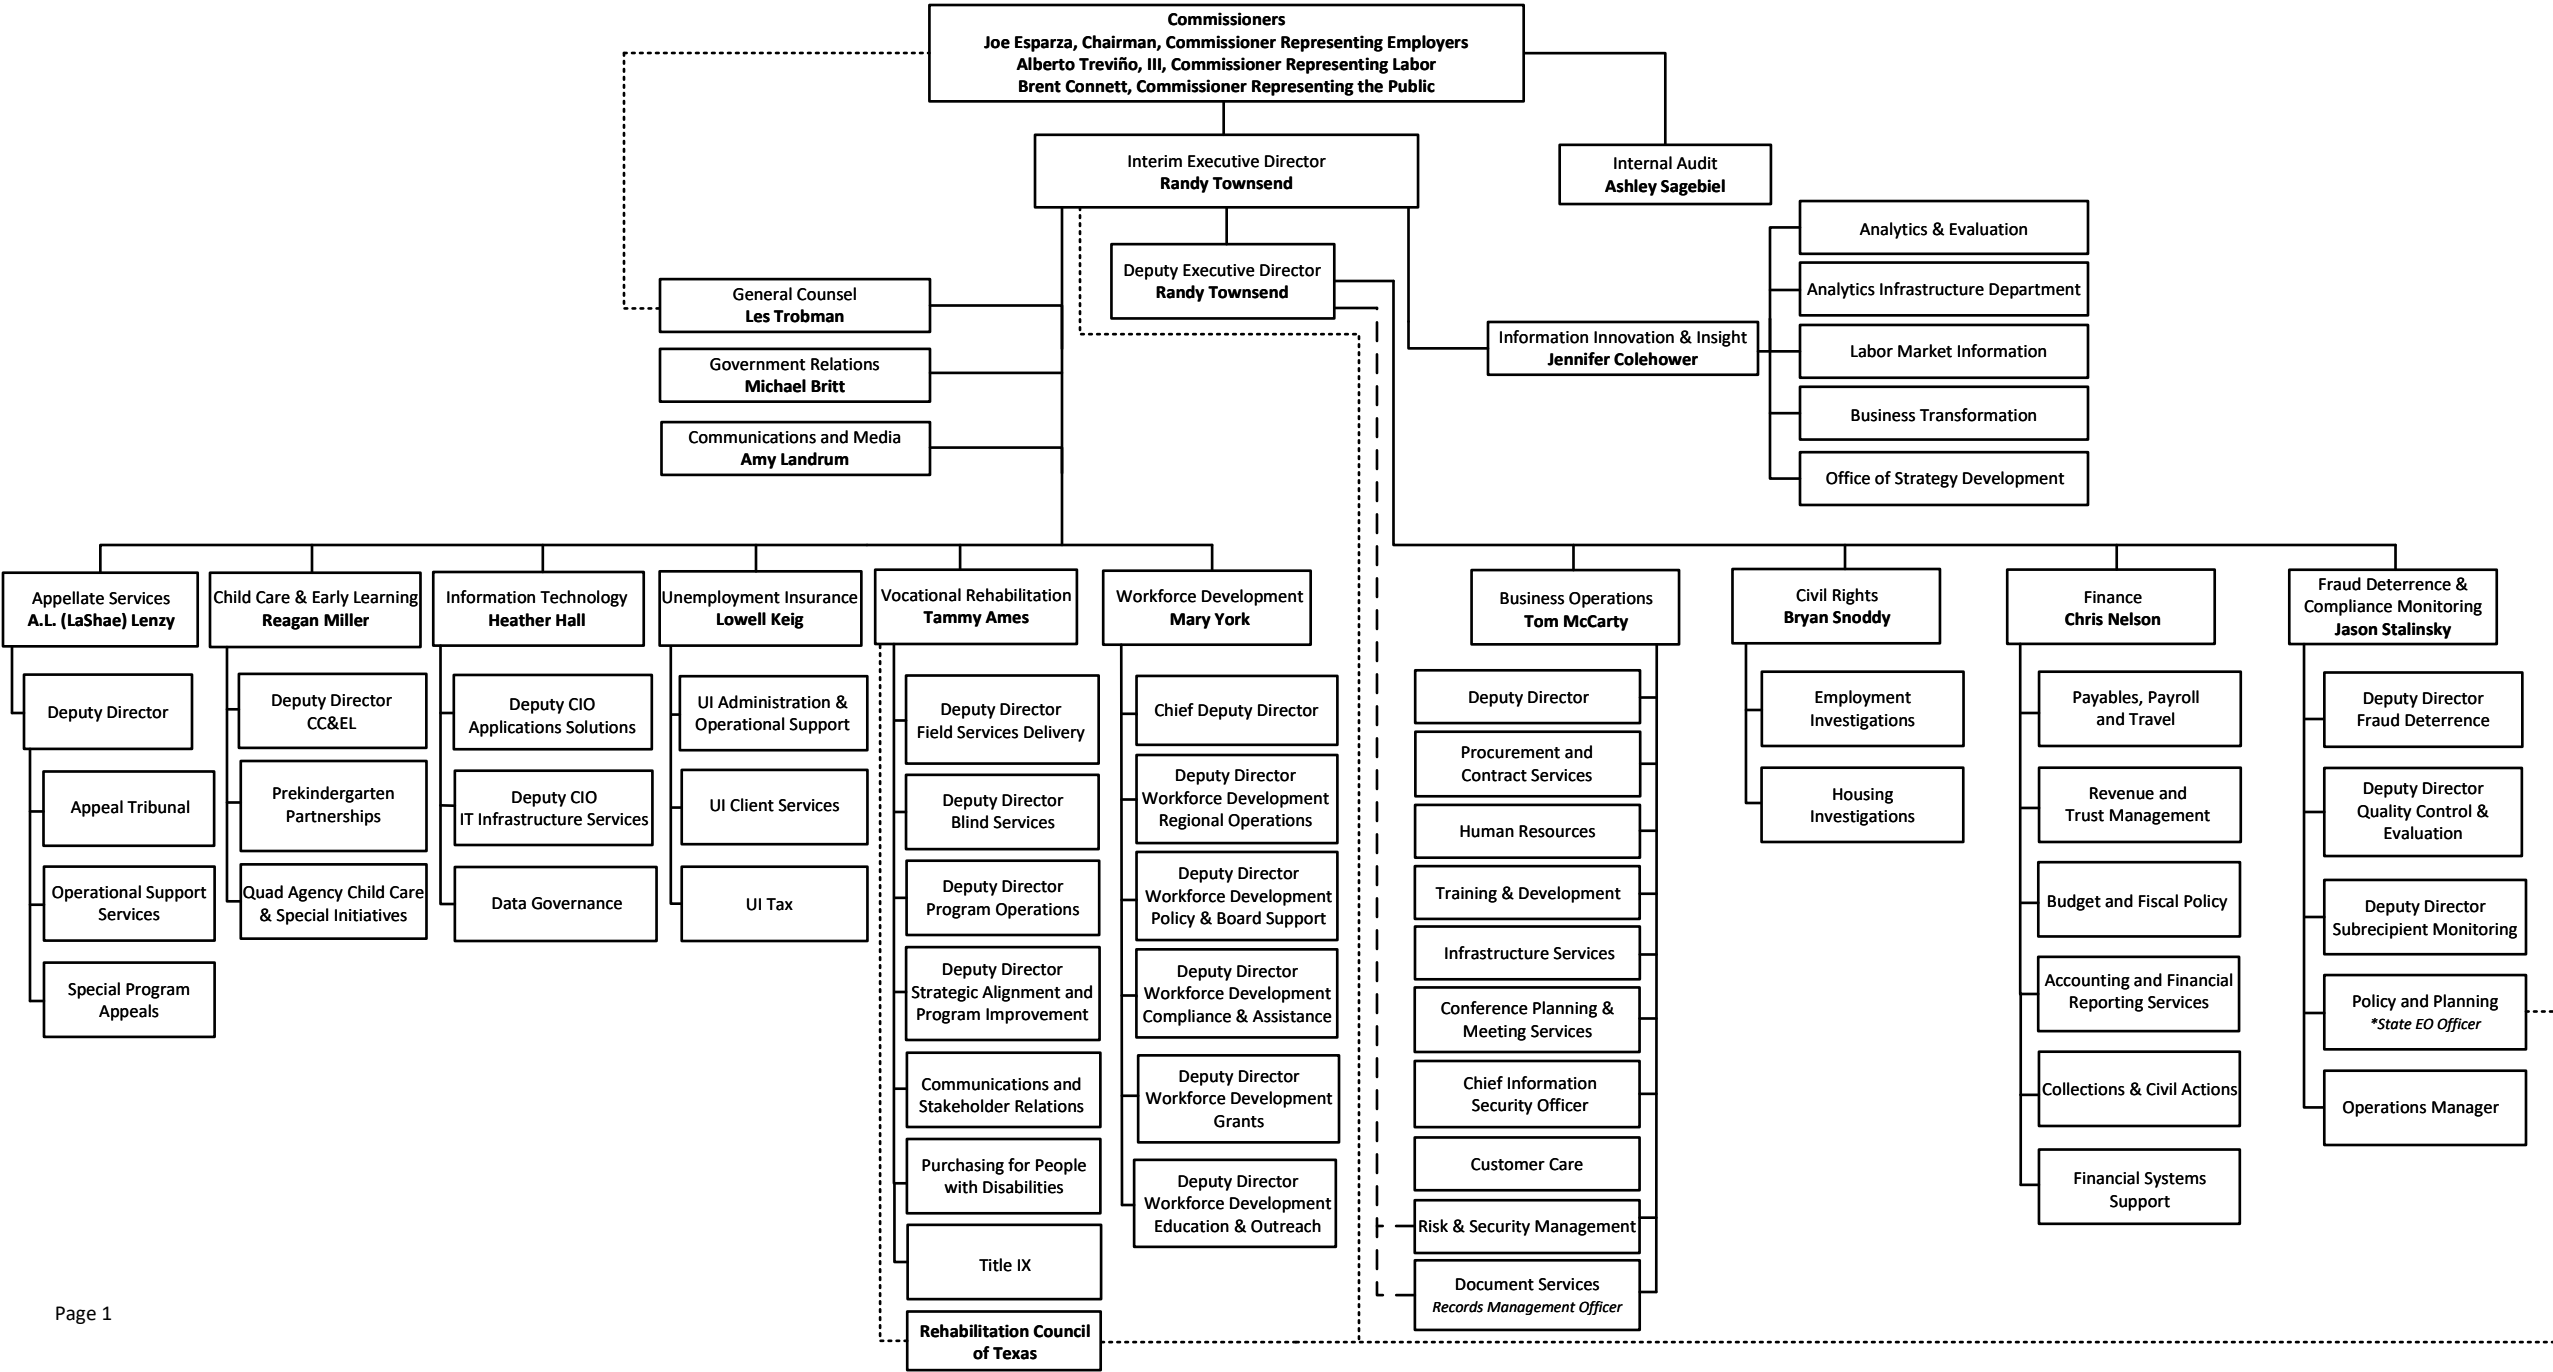 Commissioners
Joe Esparza, Chairman, Commissioner Representing Employers
Alberto Treviño, III, Commissioner Representing Labor
Brent Connett, Commissioner Representing the Public
Interim Executive Director
Randy Townsend
Internal Audit
Ashley Sagebiel
Deputy Executive Director
Randy Townsend
General Counsel
Les Trobman
Government Relations
Michael Britt
Communications and Media
Amy Landrum
Information Innovation & Insight
Jennifer Colehower
Analytics & Evaluation
Analytics Infrastructure Department
Labor Market Information
Business Transformation
Office of Strategy Development
Appellate Services
A.L. (LaShae) Lenzy
Deputy Director
Appeal Tribunal
Operational Support
Services
Special Program
Appeals
Child Care & Early Learning
Reagan Miller
Deputy Director
CC&EL
Prekindergarten
Partnerships
Quad Agency Child Care
& Special Initiatives
Information Technology
Heather Hall
Deputy CIO
Applications Solutions
Deputy CIO
IT Infrastructure Services
Data Governance
Unemployment Insurance
Lowell Keig
UI Administration &
Operational Support
UI Client Services
UI Tax
Vocational Rehabilitation
Tammy Ames
Deputy Director
Field Services Delivery
Deputy Director
Blind Services
Deputy Director
Program Operations
Deputy Director
Strategic Alignment and
Program Improvement
Communications and
Stakeholder Relations
Purchasing for People
with Disabilities
Title IX
Rehabilitation Council
of Texas
Workforce Development
Mary York
Chief Deputy Director
Deputy Director
Workforce Development
Regional Operations
Deputy Director
Workforce Development
Policy & Board Support
Deputy Director
Workforce Development
Compliance & Assistance
Deputy Director
Workforce Development
Grants
Deputy Director
Workforce Development
Education & Outreach
Business Operations
Tom McCarty
Deputy Director
Procurement and
Contract Services
Human Resources
Training & Development
Infrastructure Services
Conference Planning &
Meeting Services
Chief Information
Security Officer
Customer Care
Risk & Security Management
Document Services
Records Management Officer
Civil Rights
Bryan Snoddy
Employment
Investigations
Housing
Investigations
Finance
Chris Nelson
Payables, Payroll
and Travel
Revenue and
Trust Management
Budget and Fiscal Policy
Accounting and Financial
Reporting Services
Collections & Civil Actions
Financial Systems
Support
Fraud Deterrence &
Compliance Monitoring
Jason Stalinsky
Deputy Director
Fraud Deterrence
Deputy Director
Quality Control &
Evaluation
Deputy Director
Subrecipient Monitoring
Policy and Planning
*State EO Officer
Operations Manager
Page 1